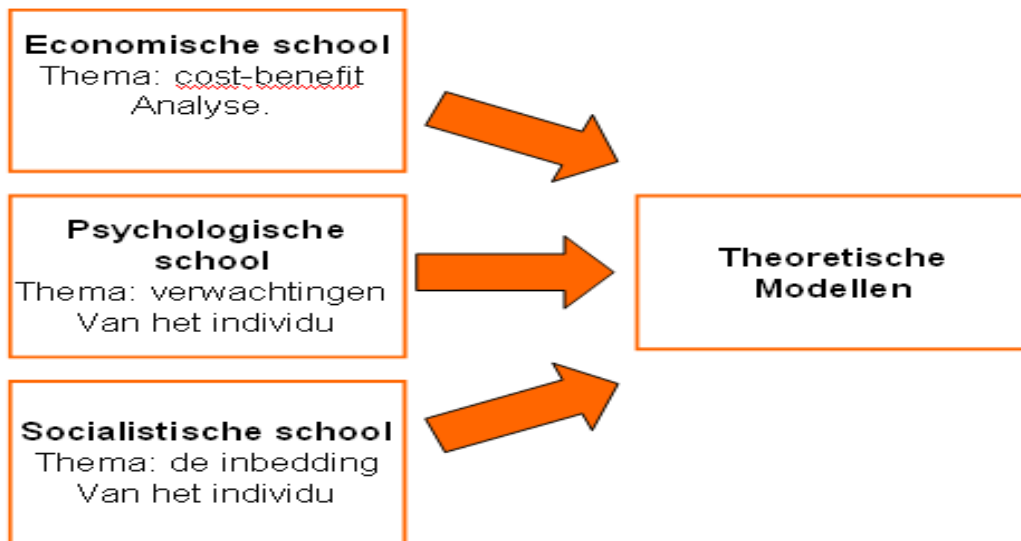 Economische school
Thema: cost-benefit
Analyse.
Psychologische
school
Thema: verwachtingen
Van het individu
Socialistische school
Thema: de inbedding
Van het individu
Theoretische
Modellen